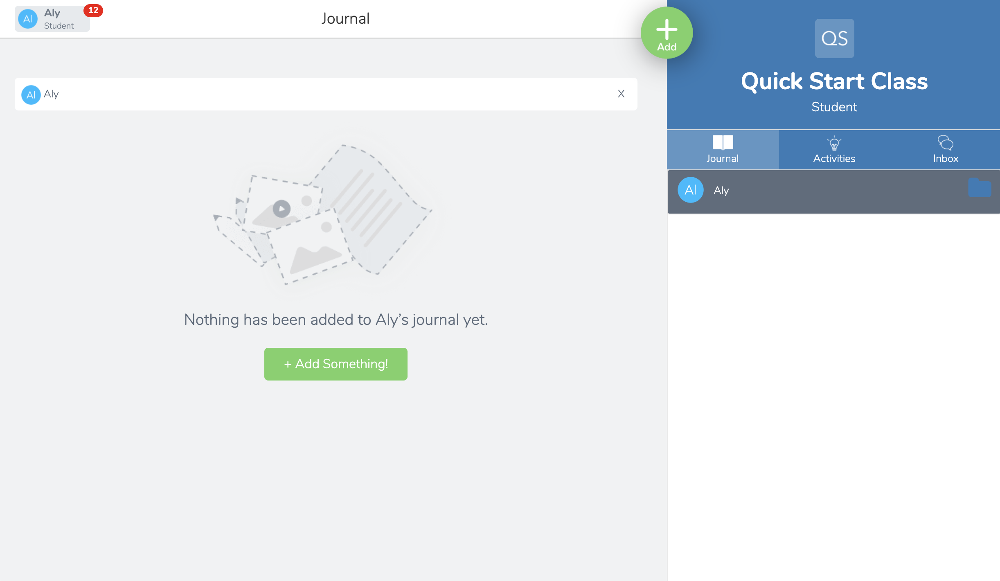 Al
Aly
Student
12
Journal
+
Add
QS
Quick Start Class
Student
Journal
Activities
Inbox
Al
Aly
X
Al
Aly
Nothing has been added to Aly’s journal yet.
+ Add Something!